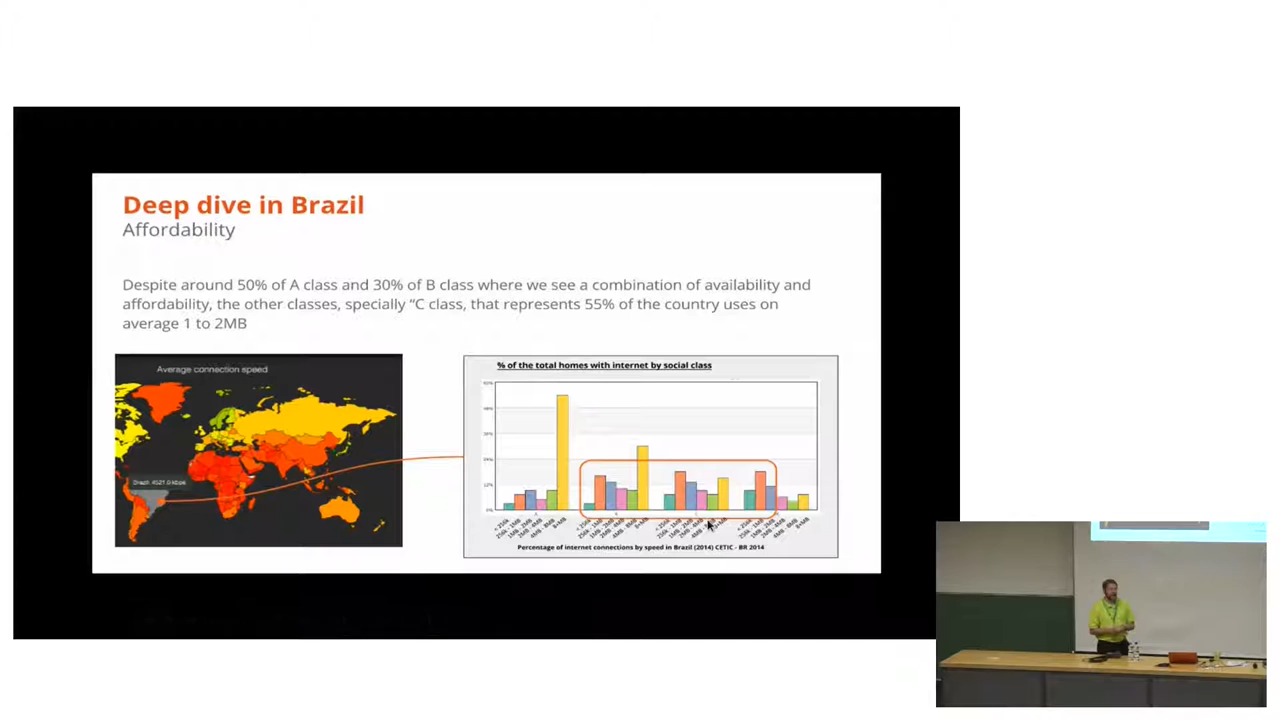 Deep dive in Brazil
Affordability
Despite around 50% of A class and 30% of B class where we see a combination of availability and
affordability, the other classes, specially “C class, that represents 55% of the country uses on
average 1 to 2MB
Average connection speed
% of the total homes with internet by social class
Percentage of internet connections by speed in Brazil (2014) CETIC - BR 2014